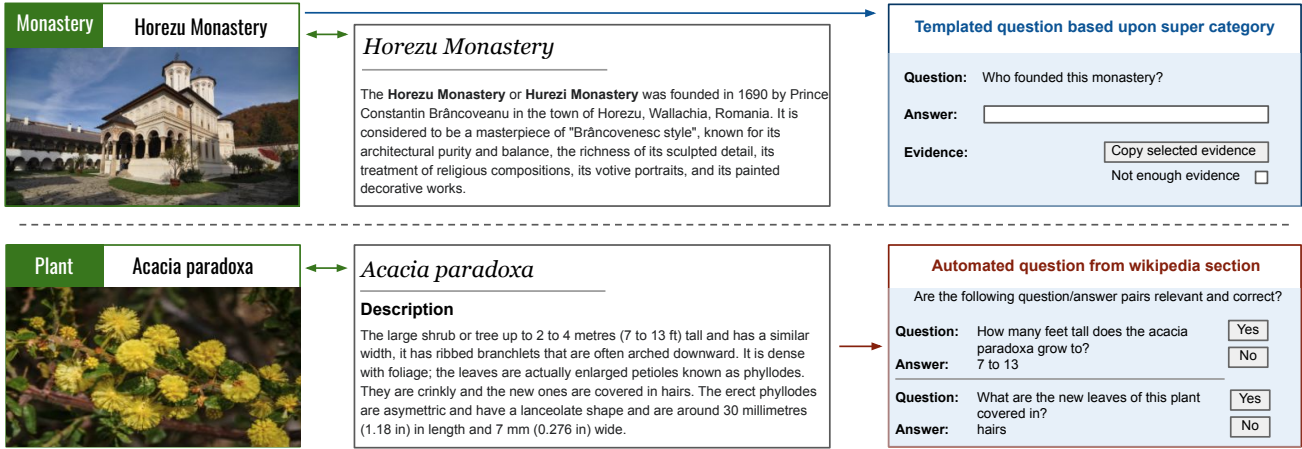 Monastery
Horezu Monastery
Horezu Monastery
The Horezu Monastery or Hurezi Monastery was founded in 1690 by Prince
Constantin Brâncoveanu in the town of Horezu, Wallachia, Romania. It is
considered to be a masterpiece of "Brâncovenesc style", known for its
architectural purity and balance, the richness of its sculpted detail, its
treatment of religious compositions, its votive portraits, and its painted
decorative works.
Templated question based upon super category
Question: Who founded this monastery?
Answer:
Evidence:
Copy selected evidence
Not enough evidence
Plant
Acacia paradoxa
Acacia paradoxa
Description
The large shrub or tree up to 2 to 4 metres (7 to 13 ft) tall and has a similar
width, it has ribbed branchlets that are often arched downward. It is dense
with foliage; the leaves are actually enlarged petioles known as phyllodes.
They are crinkly and the new ones are covered in hairs. The erect phyllodes
are asymettric and have a lanceolate shape and are around 30 millimetres
(1.18 in) in length and 7 mm (0.276 in) wide.
Automated question from wikipedia section
Are the following question/answer pairs relevant and correct?
Question: How many feet tall does the acacia
paradoxa grow to?
Answer: 7 to 13
Yes
No
Question: What are the new leaves of this plant
covered in?
Answer: hairs
Yes
No